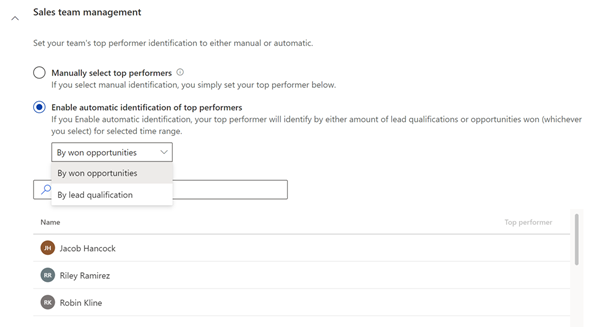 Sales team management
Set your team's top performer identification to either manual or automatic.
Manually select top performers
If you select manual identification, you simply set your top performer below.
Enable automatic identification of top performers
If you Enable automatic identification, your top performer will identify by either amount of lead qualifications or opportunities won (whichever
you select) for selected time range.
By won opportunities
By won opportunities
By lead qualification
Name Top performer
JH Jacob Hancock
RR Riley Ramirez
RK Robin Kline